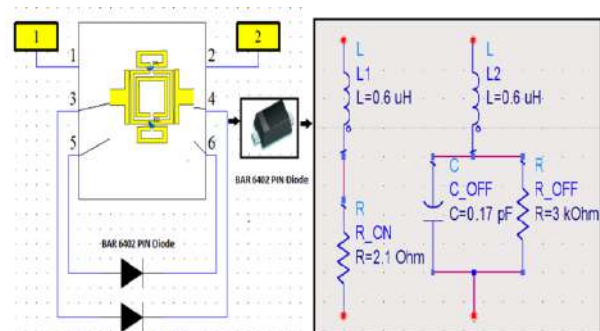 1
2
1
2
3
4
5
6
BAR 6402 PIN Diode
BAR 6402 PIN Diode
L
L1
L=0.6 uH
R
R_ON
R=2.1 Ohm
L
L2
L=0.6 uH
C
C_OFF
C=0.17 pF
R
R_OFF
R=3 kOhm